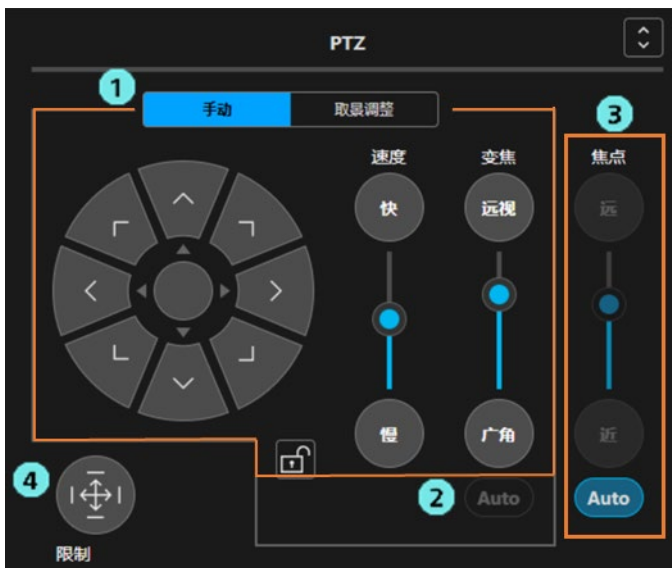 PTZ
1
手动 取景调整
3
速度 变焦 焦点
快 远视 远
慢 广角 近
4
2 Auto Auto
限制